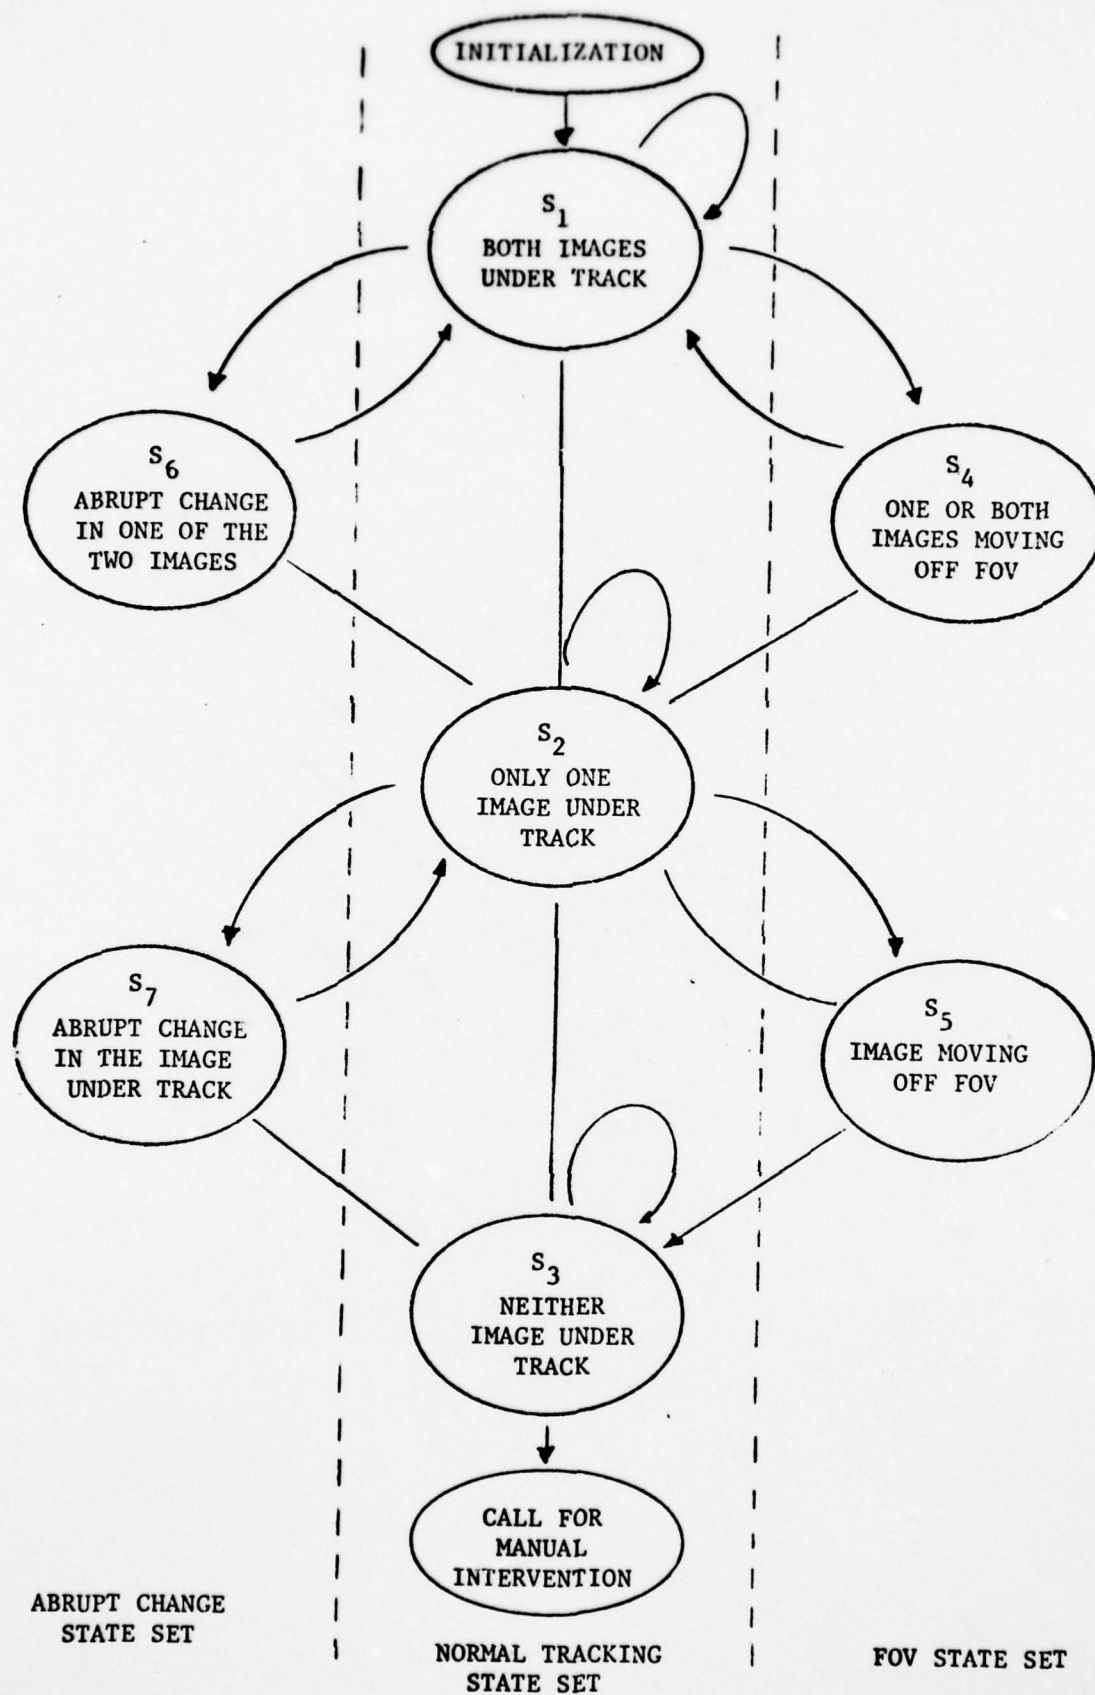 INITIALIZATION
S1
BOTH IMAGES
UNDER TRACK
S6
ABRUPT CHANGE
IN ONE OF THE
TWO IMAGES
S4
ONE OR BOTH
IMAGES MOVING
OFF FOV
S2
ONLY ONE
IMAGE UNDER
TRACK
S7
ABRUPT CHANGE
IN THE IMAGE
UNDER TRACK
S5
IMAGE MOVING
OFF FOV
S3
NEITHER
IMAGE UNDER
TRACK
CALL FOR
MANUAL
INTERVENTION
ABRUPT CHANGE
STATE SET
NORMAL TRACKING
STATE SET
FOV STATE SET